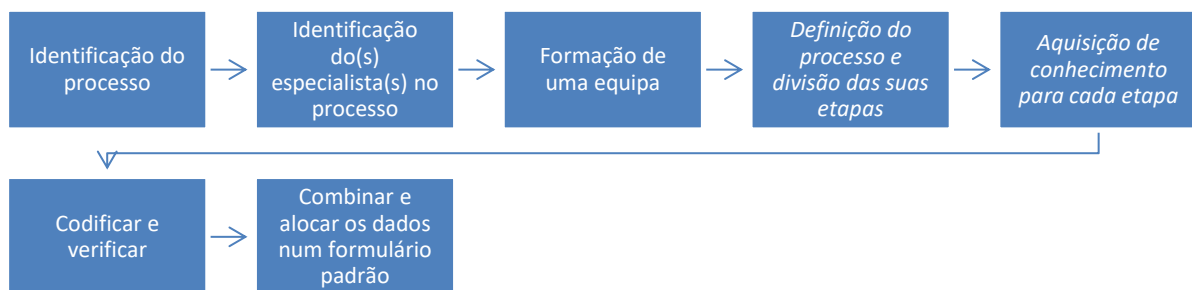 Identificação do
processo
Identificação
do(s)
especialista(s) no
processo
Formação de
uma equipa
Definição do
processo e
divisão das suas
etapas
Aquisição de
conhecimento
para cada etapa
Codificar e
verificar
Combinar e
alocar os dados
num formulário
padrão